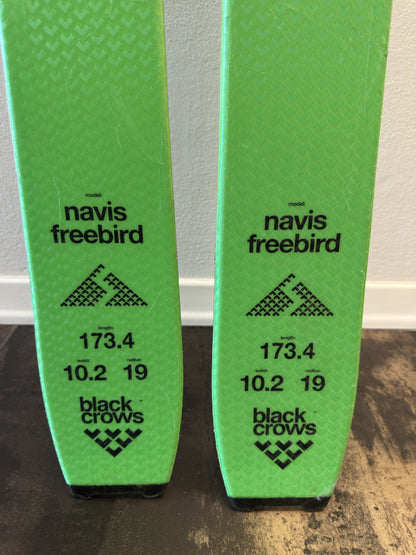 model:
navis
freebird
length:
173.4
waist: radius:
10.2 19
black
crows
model:
navis
freebird
length:
173.4
waist: radius:
10.2 19
black
crows